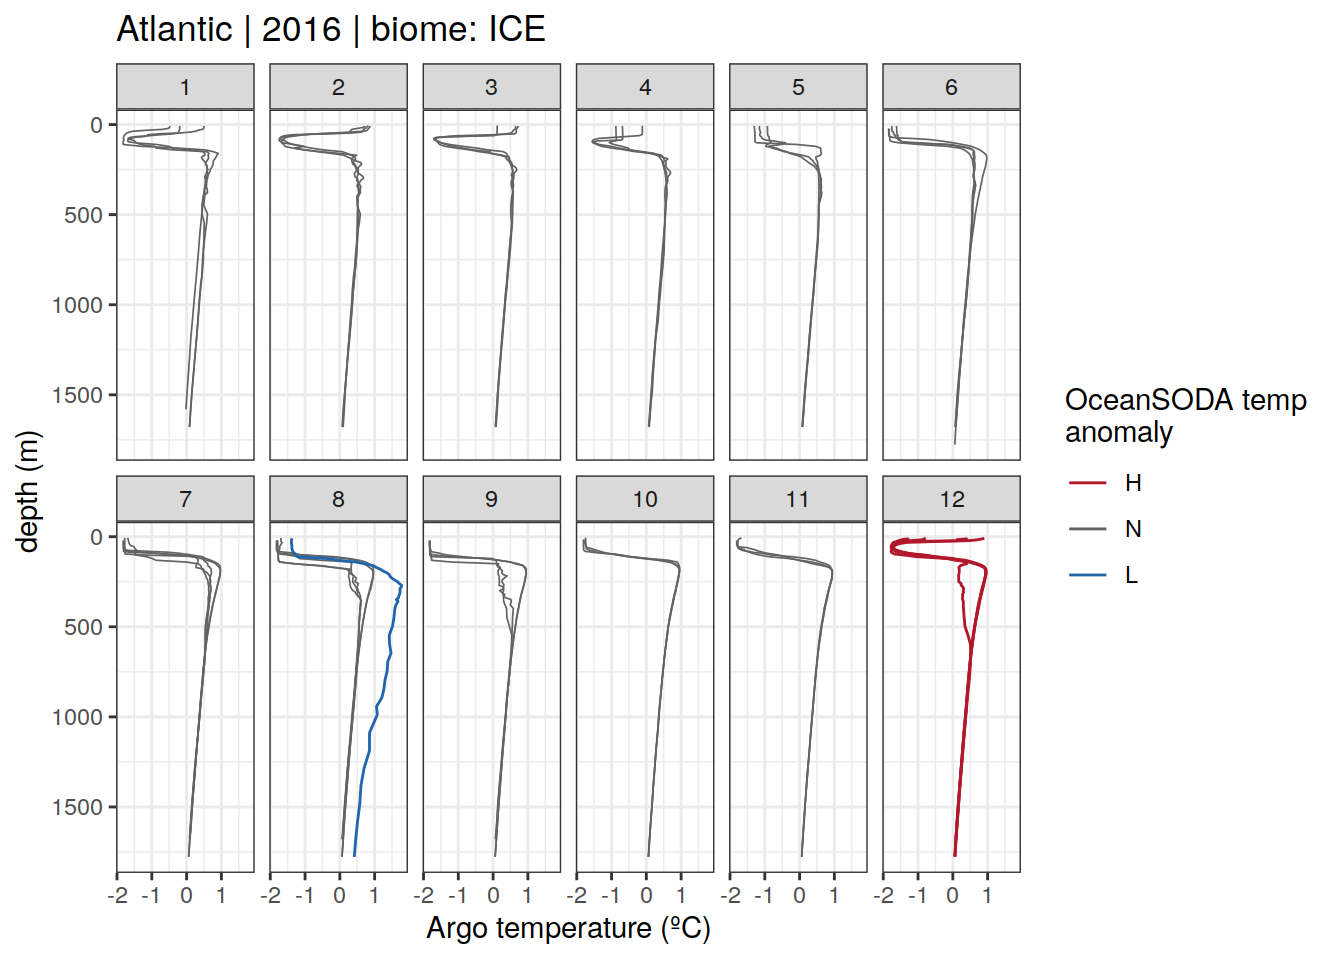 Atlantic | 2016 | biome: ICE
1 2 3 4 5 6
0
500
1000
1500
7 8 9 10 11 12
0
500
1000
1500
-2 -1 0 1 -2 -1 0 1 -2 -1 0 1 -2 -1 0 1 -2 -1 0 1 -2 -1 0 1
Argo temperature (ºC)
depth (m)
OceanSODA temp
anomaly
H
N
L